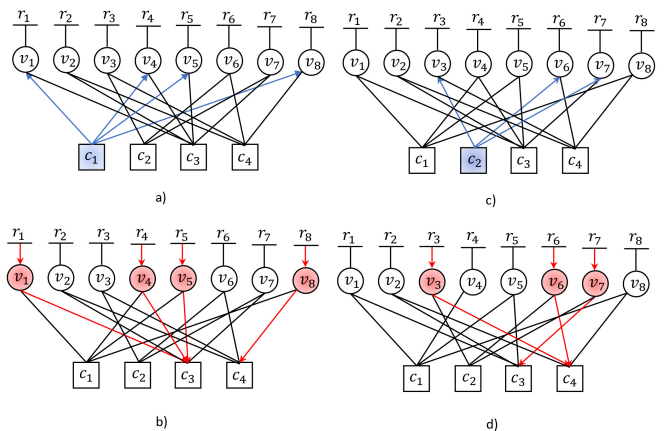 r₁ r₂ r₃ r₄ r₅ r₆ r₇ r₈
v₁ v₂ v₃ v₄ v₅ v₆ v₇ v₈
c₁ c₂ c₃ c₄
a)
r₁ r₂ r₃ r₄ r₅ r₆ r₇ r₈
v₁ v₂ v₃ v₄ v₅ v₆ v₇ v₈
c₁ c₂ c₃ c₄
c)
r₁ r₂ r₃ r₄ r₅ r₆ r₇ r₈
v₁ v₂ v₃ v₄ v₅ v₆ v₇ v₈
c₁ c₂ c₃ c₄
b)
r₁ r₂ r₃ r₄ r₅ r₆ r₇ r₈
v₁ v₂ v₃ v₄ v₅ v₆ v₇ v₈
c₁ c₂ c₃ c₄
d)